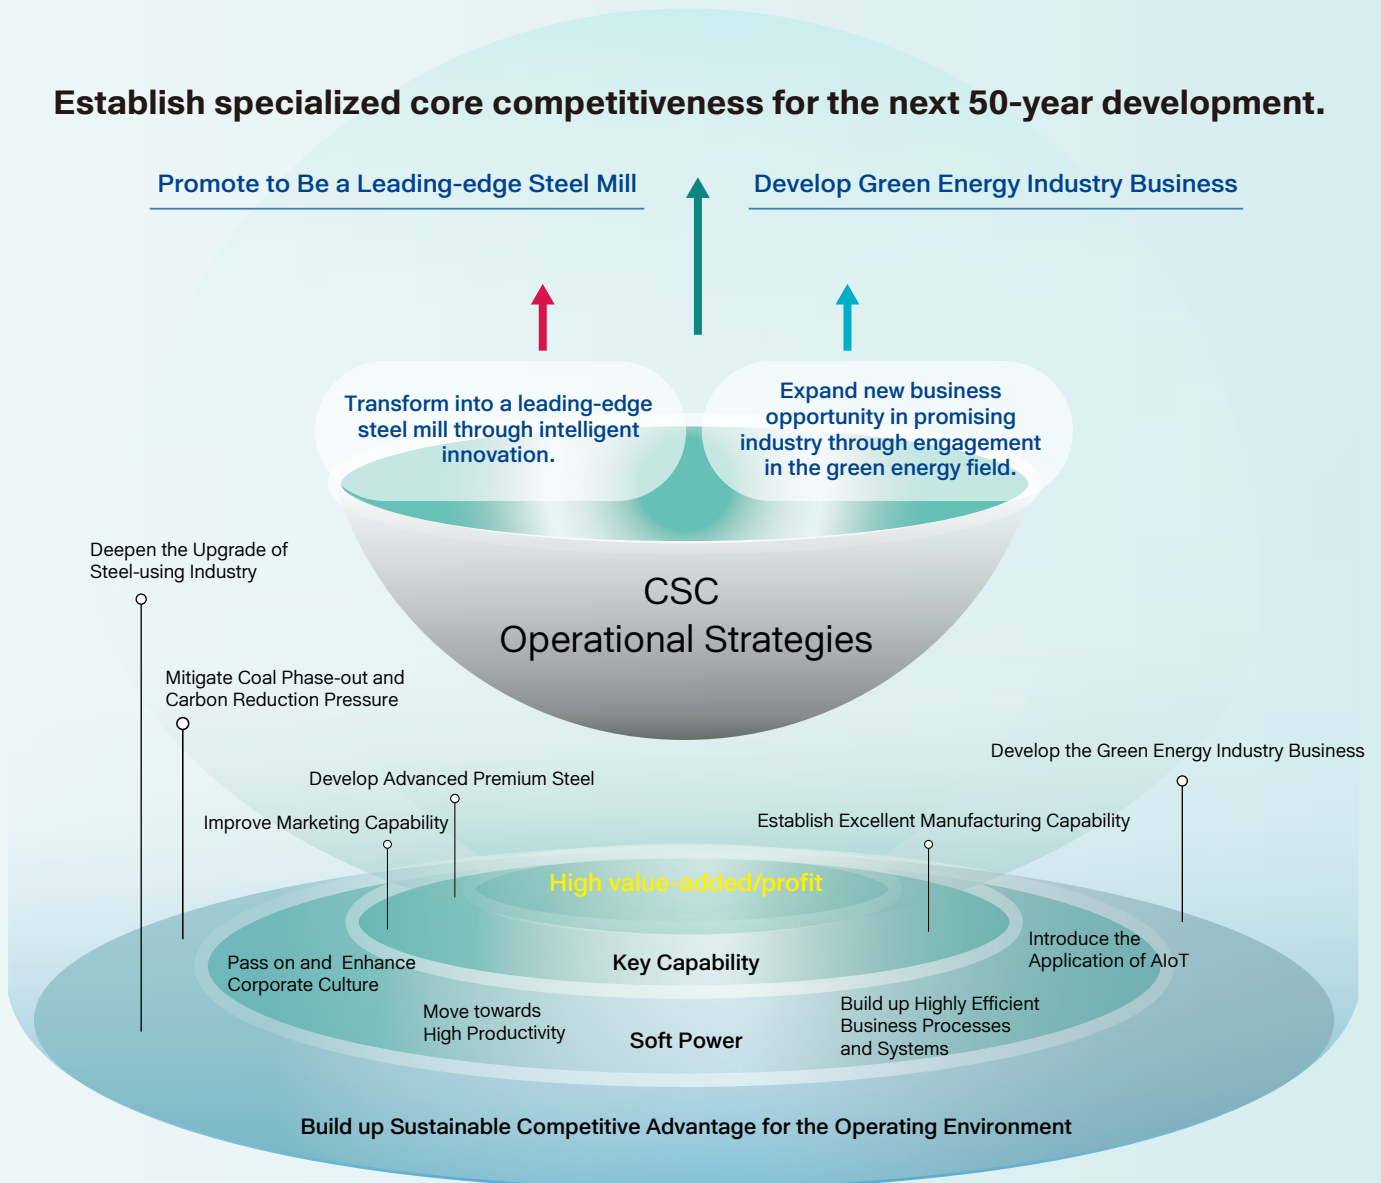 Establish specialized core competitiveness for the next 50-year development.
Promote to Be a Leading-edge Steel Mill
Develop Green Energy Industry Business
Transform into a leading-edge
steel mill through intelligent
innovation.
Expand new business
opportunity in promising
industry through engagement
in the green energy field.
CSC
Operational Strategies
Deepen the Upgrade of
Steel-using Industry
Mitigate Coal Phase-out and
Carbon Reduction Pressure
Develop Advanced Premium Steel
Improve Marketing Capability
Develop the Green Energy Industry Business
Establish Excellent Manufacturing Capability
High value-added/profit
Key Capability
Pass on and Enhance
Corporate Culture
Move towards
High Productivity
Soft Power
Build up Highly Efficient
Business Processes
and Systems
Introduce the
Application of AIoT
Build up Sustainable Competitive Advantage for the Operating Environment